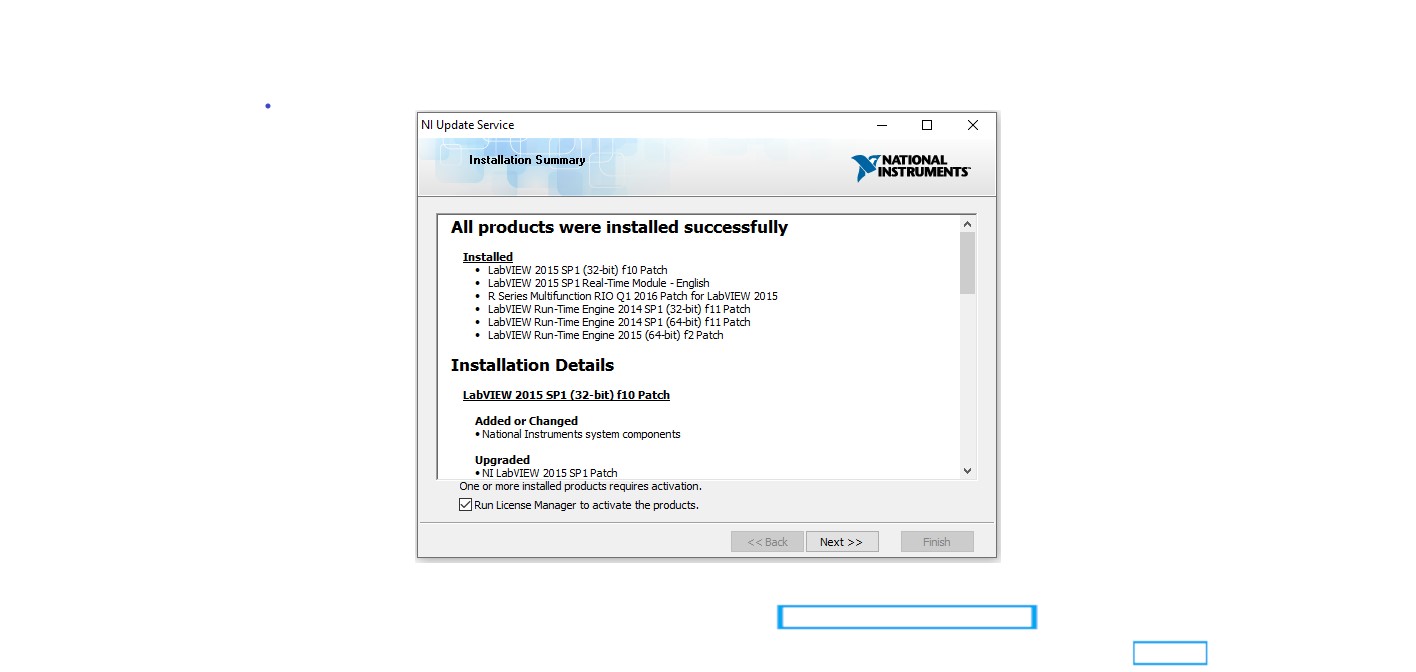 NI Update Service
Installation Summary
NATIONAL
INSTRUMENTS™
All products were installed successfully
Installed
• LabVIEW 2015 SP1 (32-bit) f10 Patch
• LabVIEW 2015 SP1 Real-Time Module - English
• R Series Multifunction RIO Q1 2016 Patch for LabVIEW 2015
• LabVIEW Run-Time Engine 2014 SP1 (32-bit) f11 Patch
• LabVIEW Run-Time Engine 2014 SP1 (64-bit) f11 Patch
• LabVIEW Run-Time Engine 2015 (64-bit) f2 Patch
Installation Details
LabVIEW 2015 SP1 (32-bit) f10 Patch
Added or Changed
• National Instruments system components
Upgraded
• NI LabVIEW 2015 SP1 Patch
One or more installed products requires activation.
Run License Manager to activate the products.
<< Back Next >> Finish